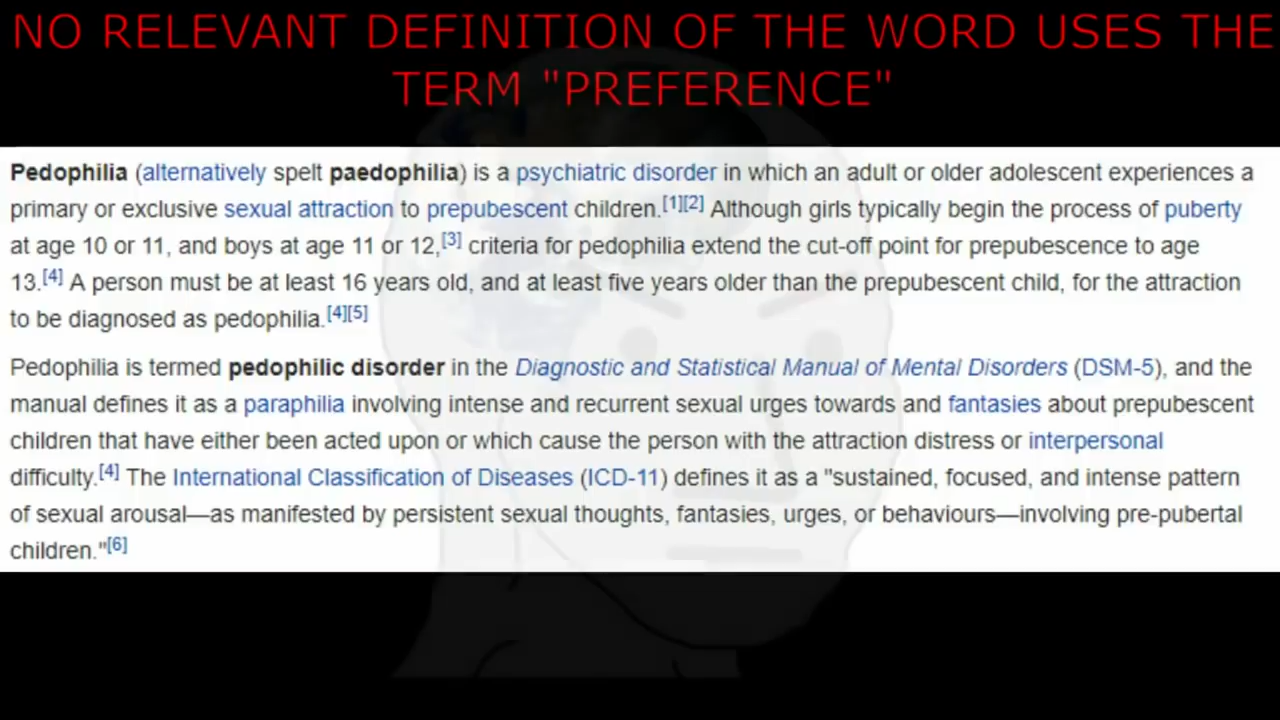 NO RELEVANT DEFINITION OF THE WORD USES THE
TERM "PREFERENCE"
Pedophilia (alternatively spelt paedophilia) is a psychiatric disorder in which an adult or older adolescent experiences a
primary or exclusive sexual attraction to prepubescent children.[1][2] Although girls typically begin the process of puberty
at age 10 or 11, and boys at age 11 or 12,[3] criteria for pedophilia extend the cut-off point for prepubescence to age
13.[4] A person must be at least 16 years old, and at least five years older than the prepubescent child, for the attraction
to be diagnosed as pedophilia.[4][5]
Pedophilia is termed pedophilic disorder in the Diagnostic and Statistical Manual of Mental Disorders (DSM-5), and the
manual defines it as a paraphilia involving intense and recurrent sexual urges towards and fantasies about prepubescent
children that have either been acted upon or which cause the person with the attraction distress or interpersonal
difficulty.[4] The International Classification of Diseases (ICD-11) defines it as a "sustained, focused, and intense pattern
of sexual arousal—as manifested by persistent sexual thoughts, fantasies, urges, or behaviours—involving pre-pubertal
children."[6]